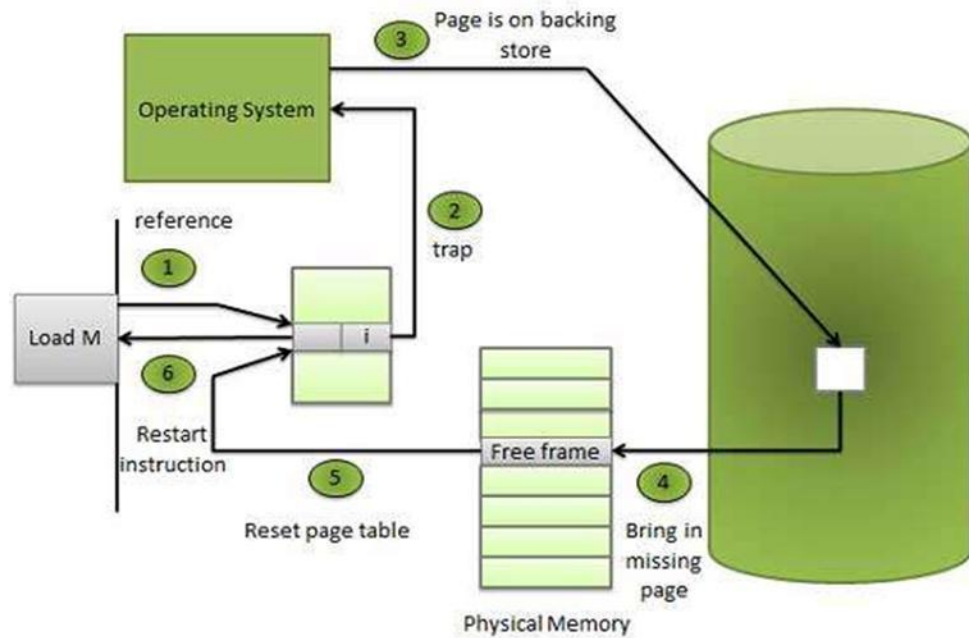 3
Page is on backing
store
Operating System
2
trap
reference
1
Load M
i
6
Restart
instruction
5
Reset page table
Free frame
4
Bring in
missing
page
Physical Memory